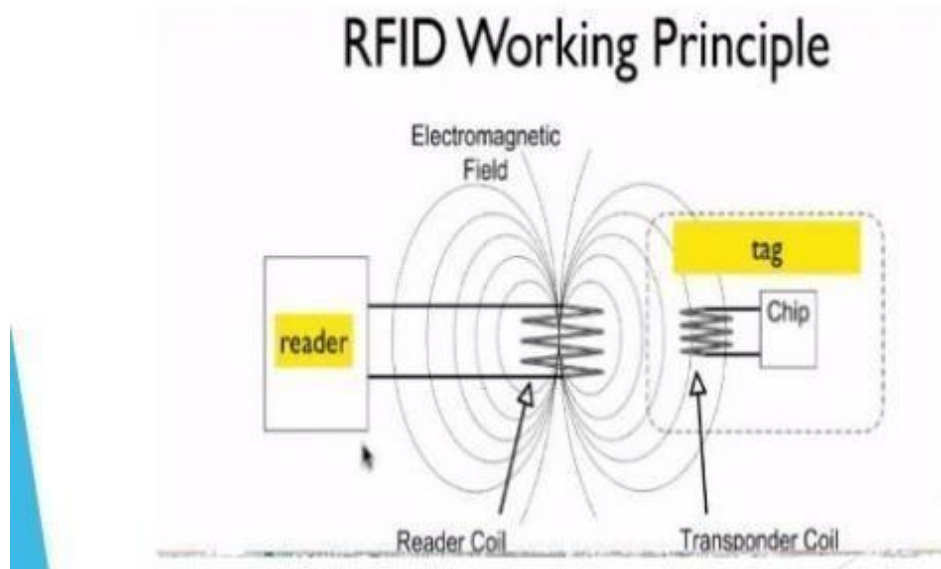 RFID Working Principle
Electromagnetic
Field
tag
Chip
reader
Reader Coil
Transponder Coil